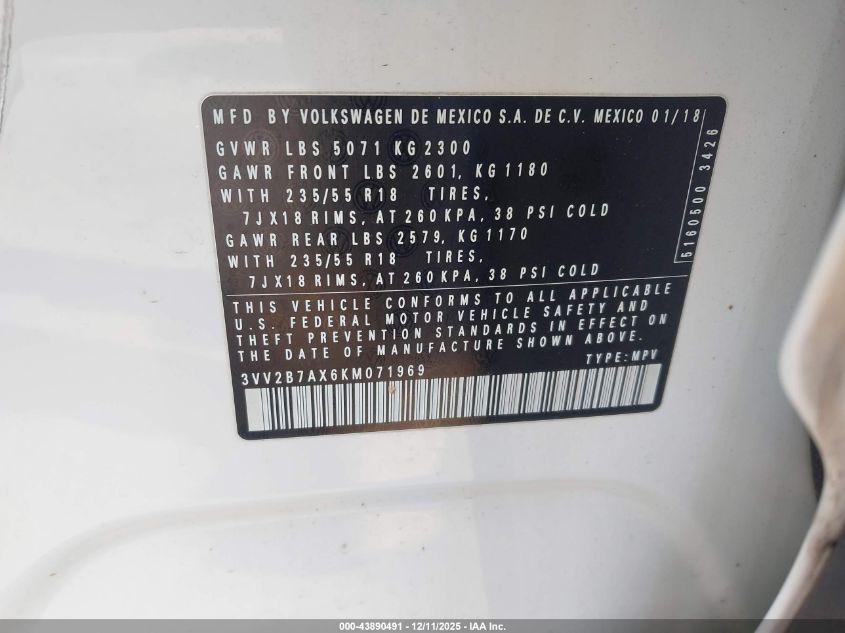 MFD BY VOLKSWAGEN DE MEXICO S.A. DE C.V. MEXICO 01/18
GVWR LBS 5071 KG 2300
GAWR FRONT LBS 2601, KG 1180
WITH 235/55 R18 TIRES,
7JX18 RIMS, AT 260 KPA, 38 PSI COLD
GAWR REAR LBS 2579, KG 1170
WITH 235/55 R18 TIRES,
7JX18 RIMS, AT 260 KPA, 38 PSI COLD
5160500 3426
THIS VEHICLE CONFORMS TO ALL APPLICABLE
U.S. FEDERAL MOTOR VEHICLE SAFETY AND
THEFT PREVENTION STANDARDS IN EFFECT ON
THE DATE OF MANUFACTURE SHOWN ABOVE.
3VV2B7AX6KM071969 TYPE: MPV
000-43890491 - 12/11/2025 - IAA Inc.